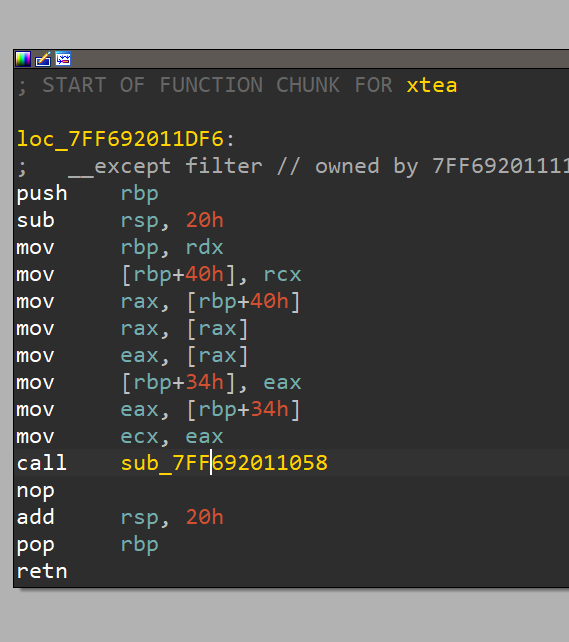 ; START OF FUNCTION CHUNK FOR xtea
loc_7FF692011DF6:
;   __except filter // owned by 7FF69201111
push    rbp
sub     rsp, 20h
mov     rbp, rdx
mov     [rbp+40h], rcx
mov     rax, [rbp+40h]
mov     rax, [rax]
mov     eax, [rax]
mov     [rbp+34h], eax
mov     eax, [rbp+34h]
mov     ecx, eax
call    sub_7FF692011058
nop
add     rsp, 20h
pop     rbp
retn